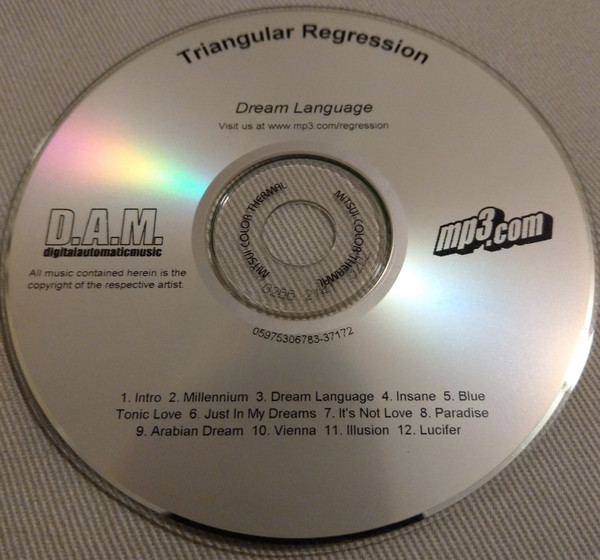 Triangular Regression
Dream Language
Visit us at www.mp3.com/regression
D.A.M.
digitalautomaticmusic
All music contained herein is the
copyright of the respective artist.
mp3.com
MITSUI COLOR THERMAL
MITSUI COLOR THERMAL
05975306783-37172
1. Intro 2. Millennium 3. Dream Language 4. Insane 5. Blue
Tonic Love 6. Just In My Dreams 7. It's Not Love 8. Paradise
9. Arabian Dream 10. Vienna 11. Illusion 12. Lucifer